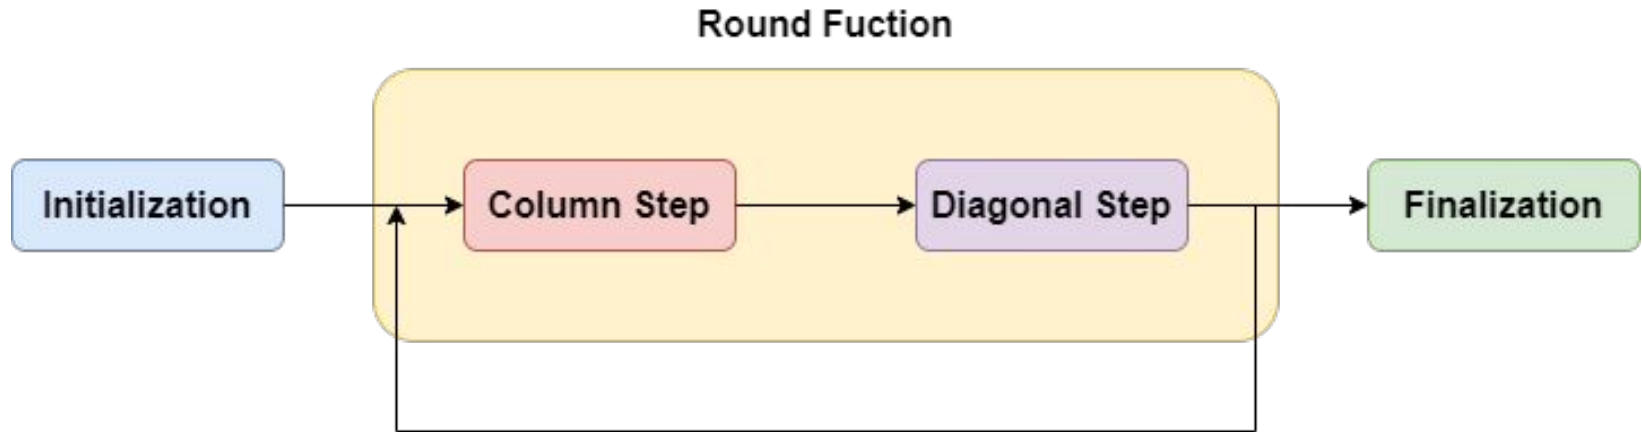 Round Fuction
Initialization
Column Step
Diagonal Step
Finalization